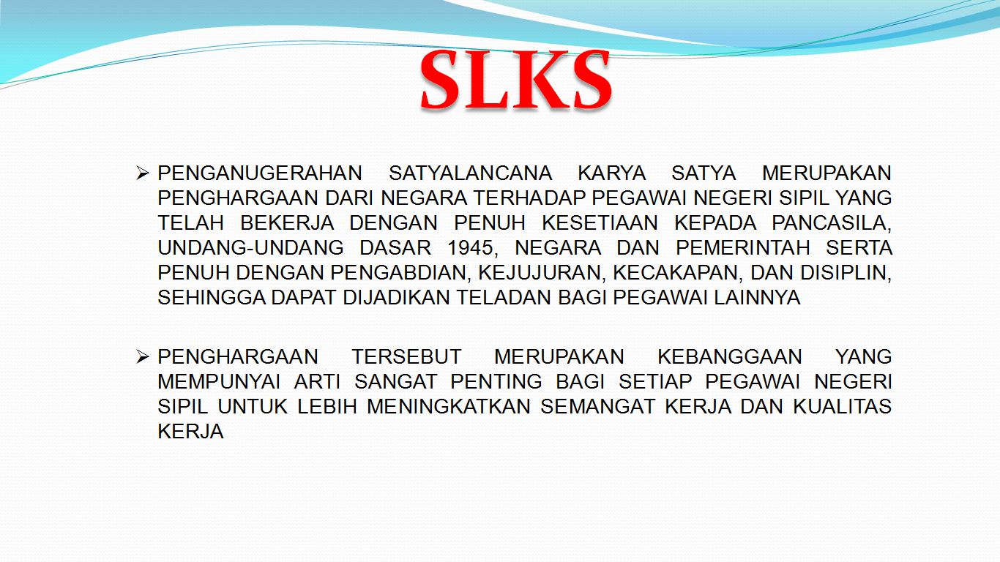 SLKS
➢ PENGANUGERAHAN SATYALANCANA KARYA SATYA MERUPAKAN
PENGHARGAAN DARI NEGARA TERHADAP PEGAWAI NEGERI SIPIL YANG
TELAH BEKERJA DENGAN PENUH KESETIAAN KEPADA PANCASILA,
UNDANG-UNDANG DASAR 1945, NEGARA DAN PEMERINTAH SERTA
PENUH DENGAN PENGABDIAN, KEJUJURAN, KECAKAPAN, DAN DISIPLIN,
SEHINGGA DAPAT DIJADIKAN TELADAN BAGI PEGAWAI LAINNYA
➢ PENGHARGAAN TERSEBUT MERUPAKAN KEBANGGAAN YANG
MEMPUNYAI ARTI SANGAT PENTING BAGI SETIAP PEGAWAI NEGERI
SIPIL UNTUK LEBIH MENINGKATKAN SEMANGAT KERJA DAN KUALITAS
KERJA